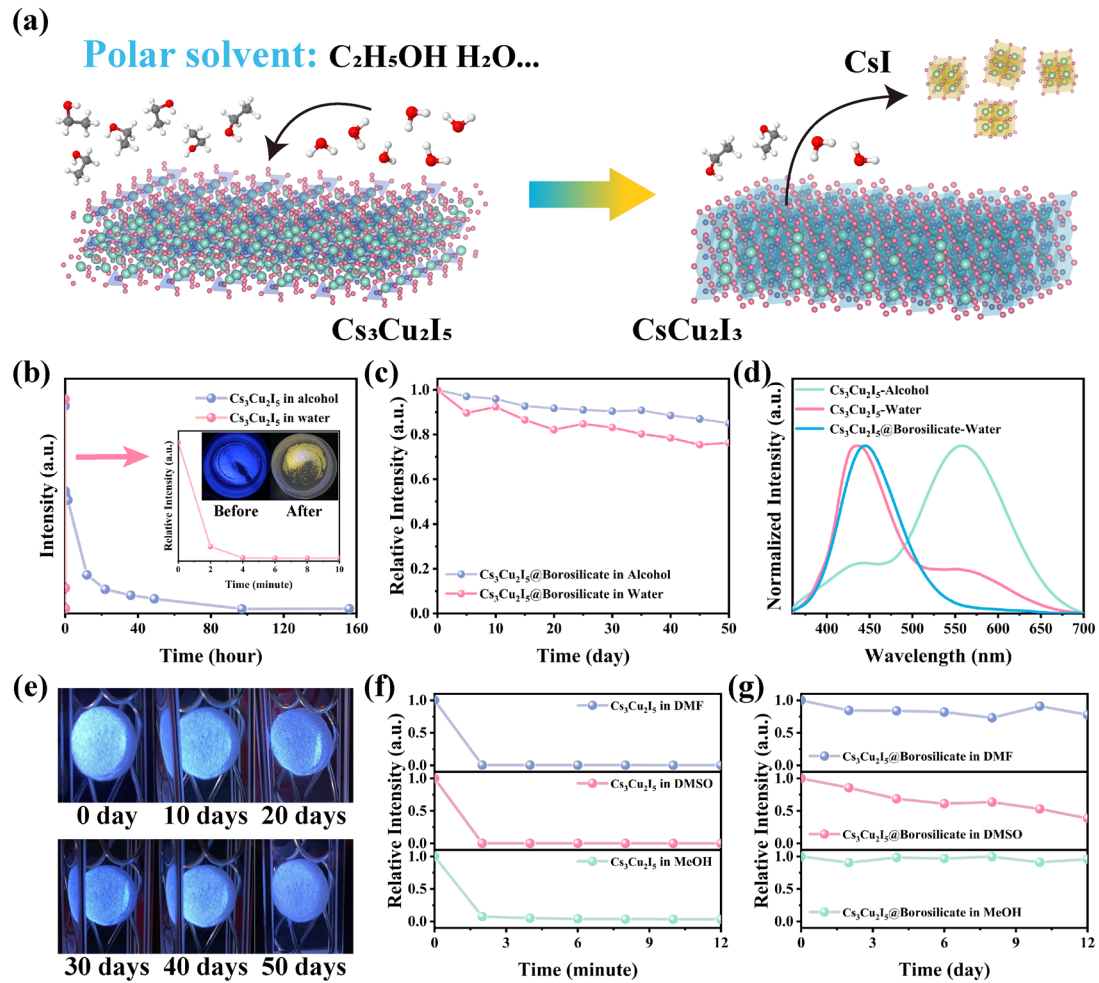 (a)
Polar solvent: C₂H₅OH H₂O...
CsI
Cs₃Cu₂I₅
CsCu₂I₃
(b)
Intensity (a.u.)
Cs₃Cu₂I₅ in alcohol
Cs₃Cu₂I₅ in water
Relative Intensity (a.u.)
Before
After
0 2 4 6 8 10
Time (minute)
0 40 80 120 160
Time (hour)
(c)
Relative Intensity (a.u.)
1.0
0.8
0.6
0.4
0.2
0.0
Cs₃Cu₂I₅@Borosilicate in Alcohol
Cs₃Cu₂I₅@Borosilicate in Water
0 10 20 30 40 50
Time (day)
(d)
Normalized Intensity (a.u.)
Cs₃Cu₂I₅-Alcohol
Cs₃Cu₂I₅-Water
Cs₃Cu₂I₅@Borosilicate-Water
400 450 500 550 600 650 700
Wavelength (nm)
(e)
0 day 10 days 20 days
30 days 40 days 50 days
(f)
Relative Intensity (a.u.)
1.0
0.5
0.0
Cs₃Cu₂I₅ in DMF
1.0
0.5
0.0
Cs₃Cu₂I₅ in DMSO
1.0
0.5
0.0
Cs₃Cu₂I₅ in MeOH
0 3 6 9 12
Time (minute)
(g)
Relative Intensity (a.u.)
1.0
0.5
0.0
Cs₃Cu₂I₅@Borosilicate in DMF
1.0
0.5
0.0
Cs₃Cu₂I₅@Borosilicate in DMSO
1.0
0.5
0.0
Cs₃Cu₂I₅@Borosilicate in MeOH
0 3 6 9 12
Time (day)